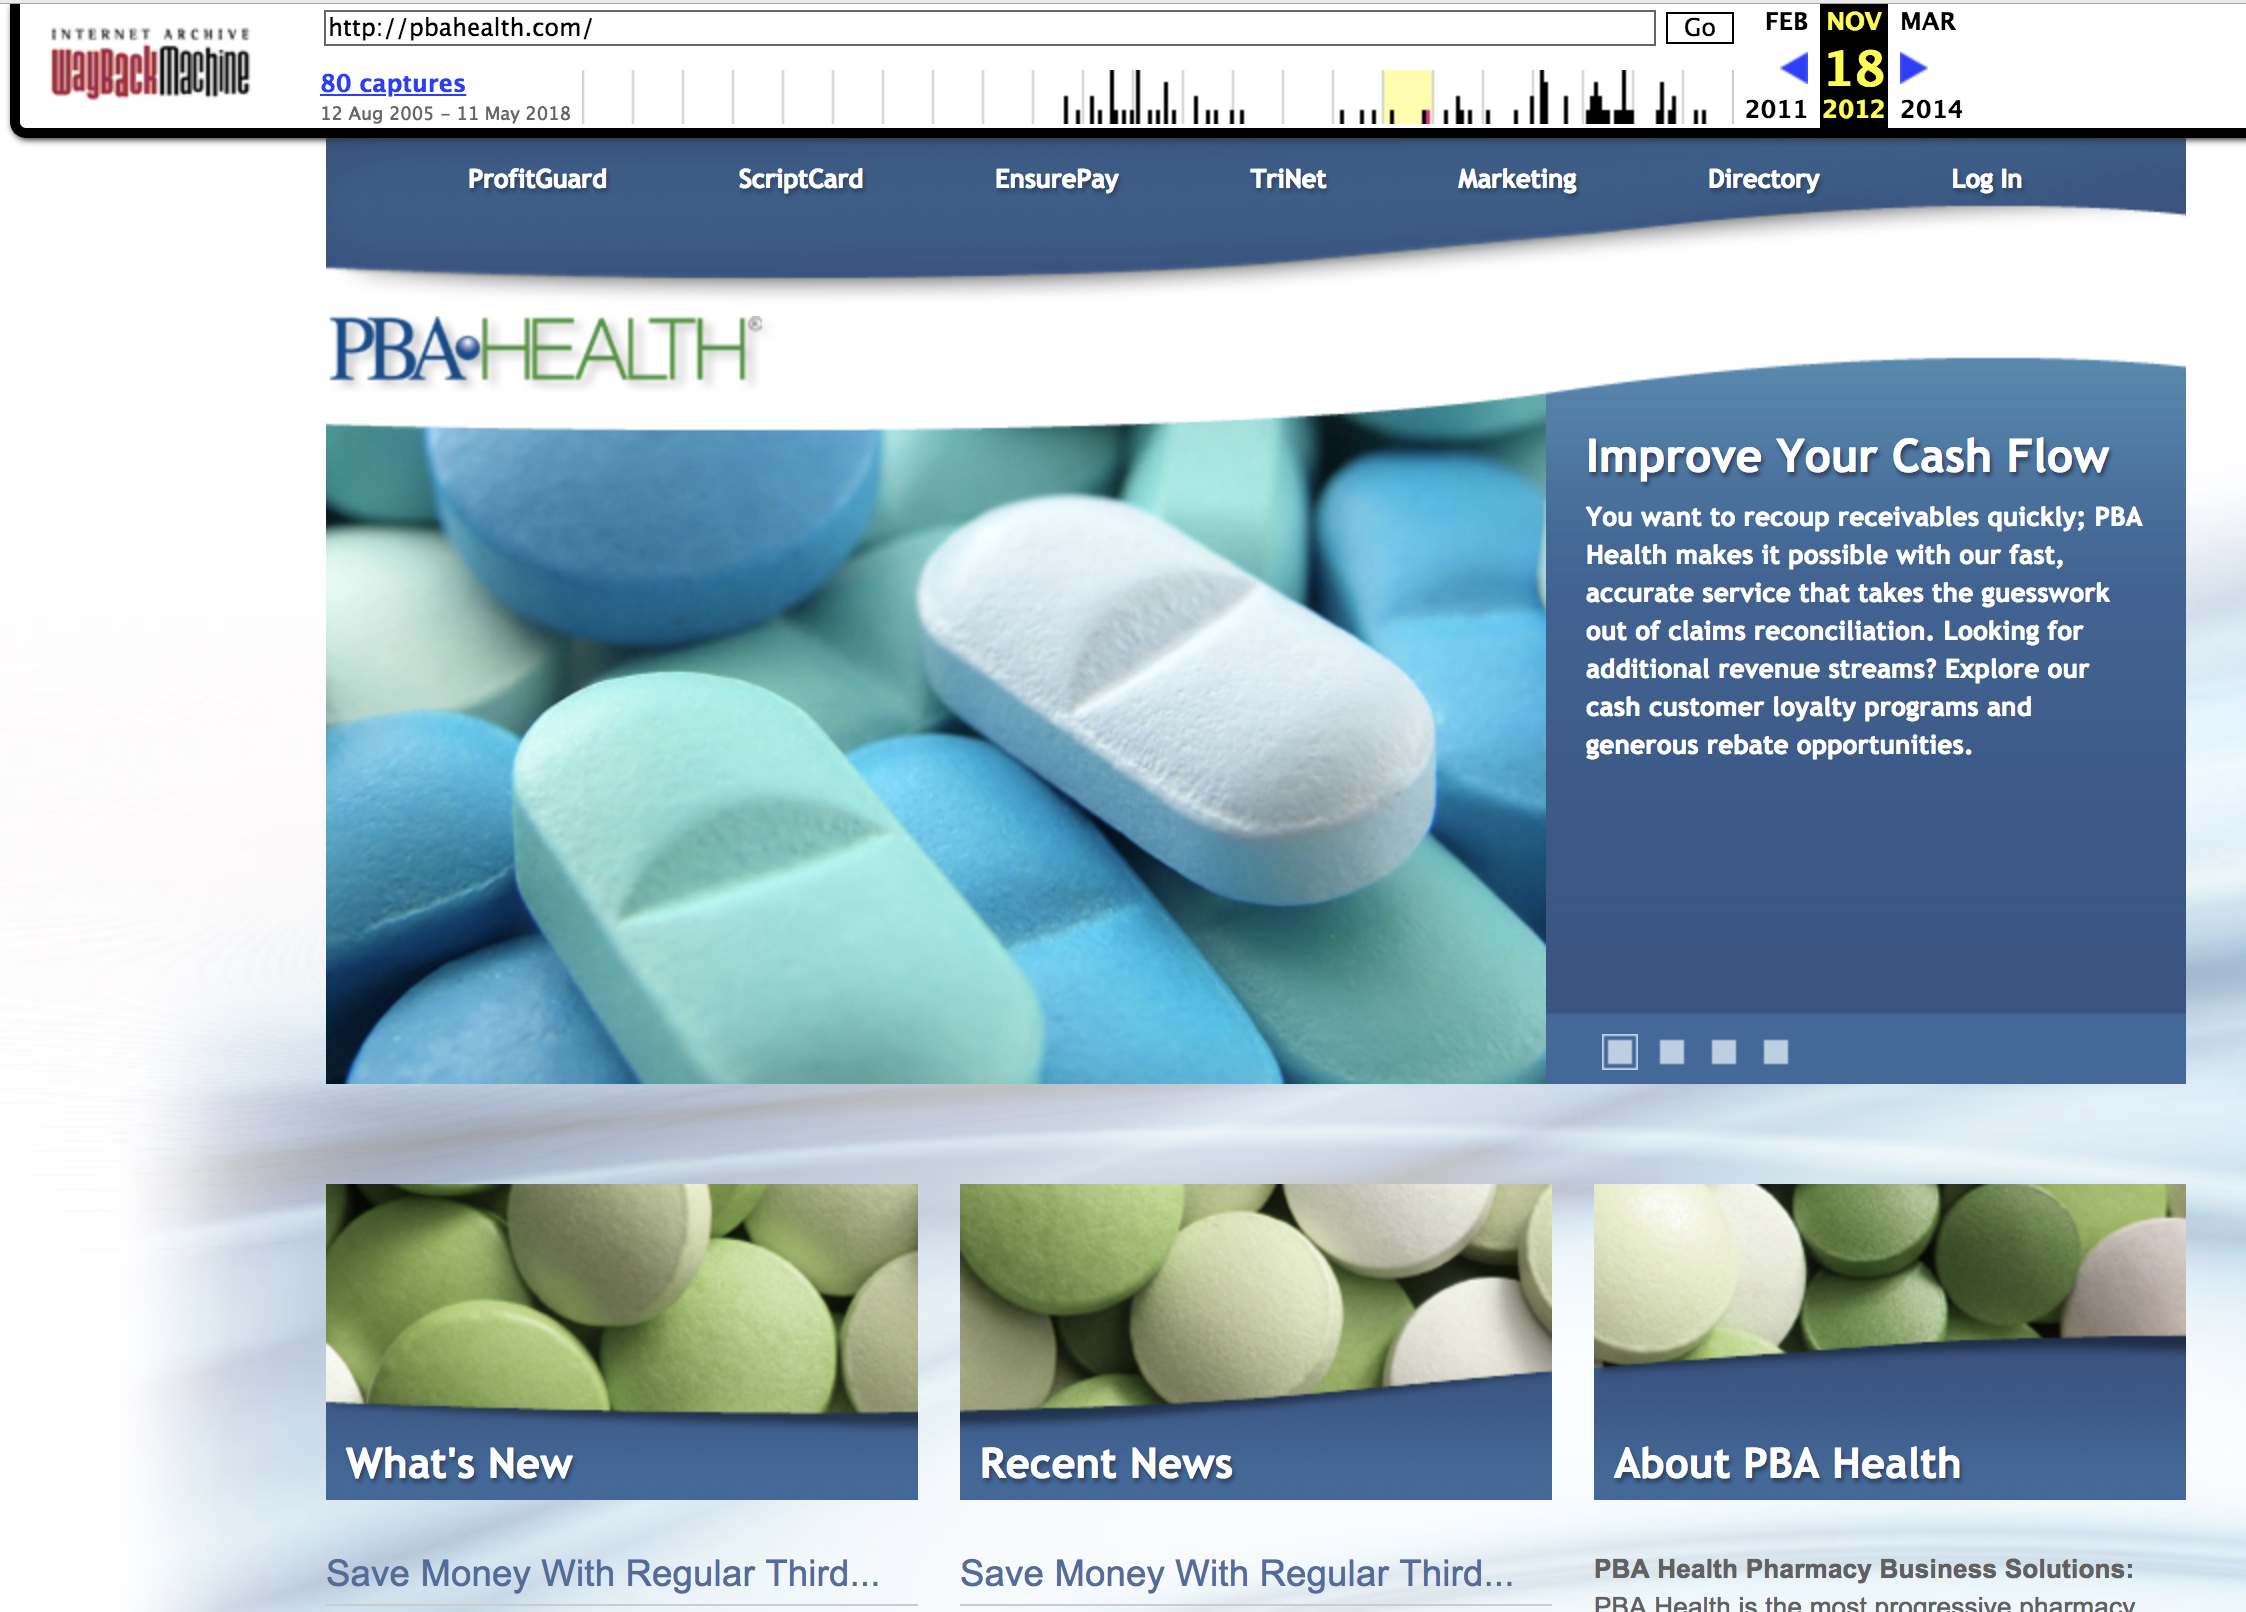 INTERNET ARCHIVE
WayBackMachine
http://pbahealth.com/
Go
FEB NOV MAR
80 captures
18
12 Aug 2005 – 11 May 2018
2011 2012 2014
ProfitGuard ScriptCard EnsurePay TriNet Marketing Directory Log In
PBA•HEALTH®
Improve Your Cash Flow
You want to recoup receivables quickly; PBA
Health makes it possible with our fast,
accurate service that takes the guesswork
out of claims reconciliation. Looking for
additional revenue streams? Explore our
cash customer loyalty programs and
generous rebate opportunities.
What's New
Recent News
About PBA Health
Save Money With Regular Third...
Save Money With Regular Third...
PBA Health Pharmacy Business Solutions:
PBA Health is the most progressive pharmacy